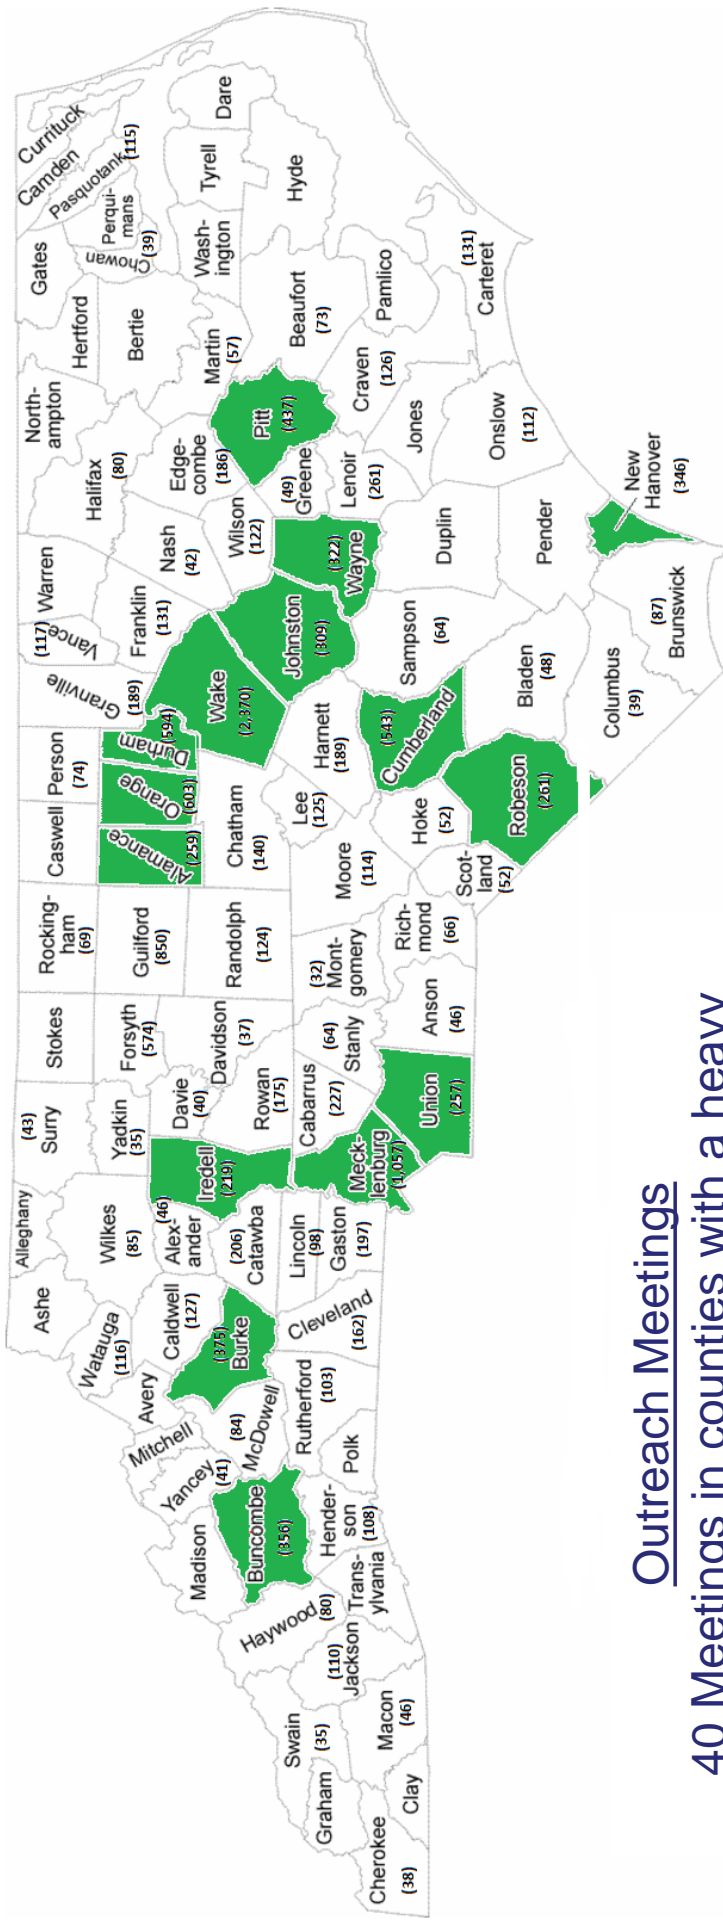 Cherokee
(38)
Graham
Clay
Swain
(35)
Macon
(46)
(110)
Jackson
Haywood
(80)
Trans-
ylvania
Madison
Buncombe
(356)
Hender-
son
(108)
Yancey
(41)
Mitchell
Avery
(84)
McDowell
Polk
Rutherford
(103)
Watauga
(116)
Ashe
Alleghany
Caldwell
(127)
(375)
Burke
Cleveland
(162)
Wilkes
(85)
(46)
Alex-
ander
(206)
Catawba
Lincoln
(98)
Gaston
(197)
(43)
Surry
Yadkin
(35)
Iredell
(219)
Davie
(40)
Rowan
(175)
Cabarrus
(227)
Meck-
lenburg
(1,057)
Union
(257)
Stokes
Forsyth
(574)
Davidson
(37)
(64)
Stanly
Anson
(46)
Rocking-
ham
(69)
Guilford
(850)
Randolph
(124)
(32)
Mont-
gomery
Rich-
mond
(66)
Caswell
Alamance
(259)
Chatham
(140)
Moore
(114)
Scot-
land
(52)
Hoke
(52)
Lee
(125)
Person
(74)
Orange
(603)
Durham
(594)
Wake
(2,370)
Harnett
(189)
(543)
Cumberland
Robeson
(261)
Granville
(189)
(117)
Vance
Warren
Franklin
(131)
Johnston
(309)
Sampson
(64)
Bladen
(48)
Columbus
(39)
(87)
Brunswick
North-
ampton
Halifax
(80)
Nash
(42)
Wilson
(122)
Edge-
combe
(186)
(322)
Wayne
(49)
Greene
Lenoir
(261)
Duplin
Pender
New
Hanover
(346)
Pitt
(437)
Martin
(57)
Hertford
Bertie
Gates
Chowan
(39)
Perqui-
mans
Pasquotank
(115)
Camden
Currituck
Wash-
ington
Tyrell
Dare
Hyde
Beaufort
(73)
Pamlico
Craven
(126)
Jones
Onslow
(112)
(131)
Carteret
Outreach Meetings
40 Meetings in counties with a heavy